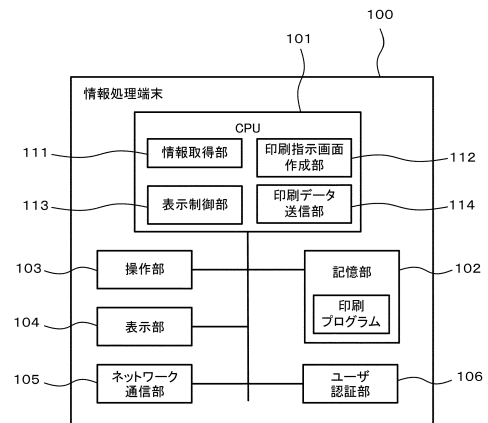 100
101
情報処理端末
CPU
111
情報取得部
印刷指示画面
作成部
112
113
表示制御部
印刷データ
送信部
114
103
操作部
記憶部
102
印刷
プログラム
104
表示部
105
ネットワーク
通信部
ユーザ
認証部
106